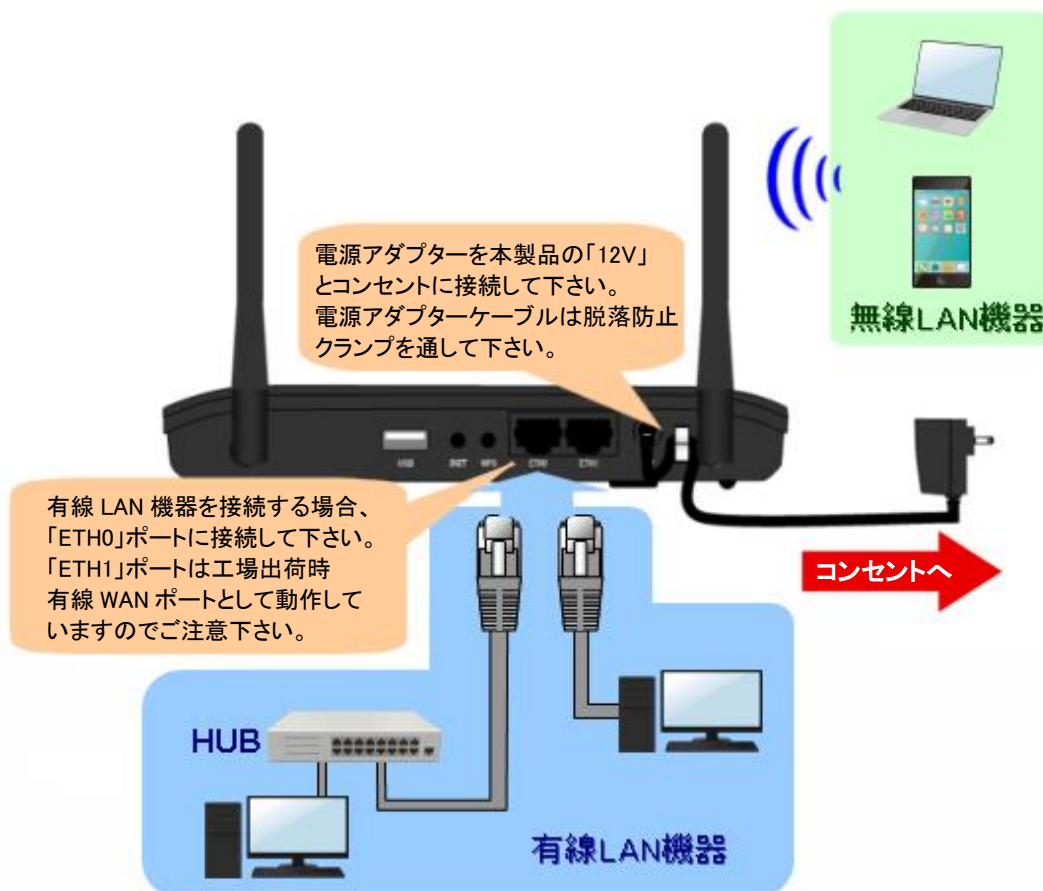 電源アダプターを本製品の「12V」
とコンセントに接続して下さい。
電源アダプターケーブルは脱落防止
クランプを通して下さい。
無線LAN機器
USB
INIT
WPS
ETH0
ETH1
有線 LAN 機器を接続する場合、
「ETH0」ポートに接続して下さい。
「ETH1」ポートは工場出荷時
有線 WAN ポートとして動作して
いますのでご注意下さい。
コンセントへ
HUB
有線LAN機器